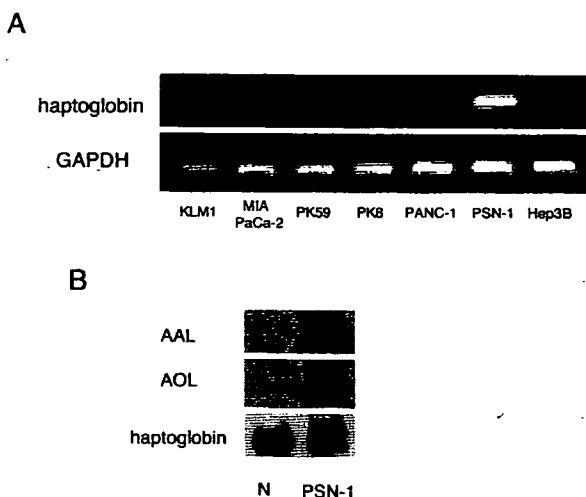 A
haptoglobin
GAPDH
KLM1 MIA PaCa-2 PK59 PK8 PANC-1 PSN-1 Hep3B
B
AAL
AOL
haptoglobin
N PSN-1